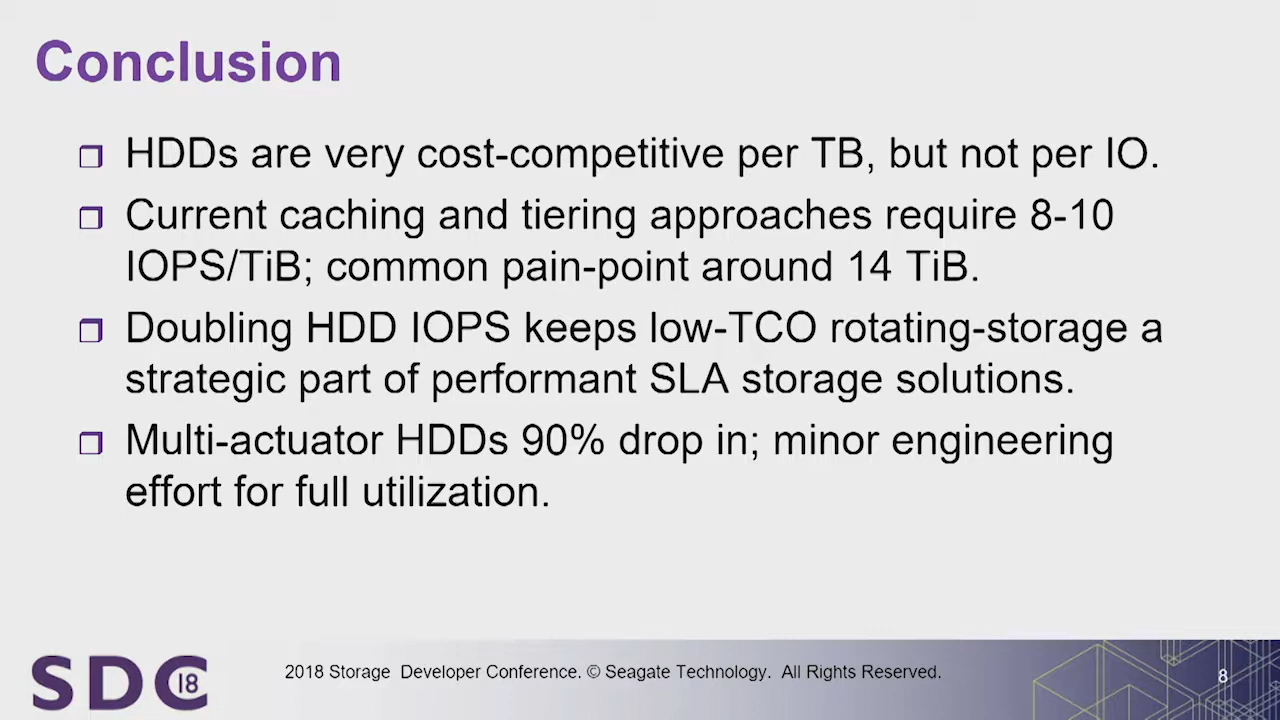 Conclusion
HDDs are very cost-competitive per TB, but not per IO.
Current caching and tiering approaches require 8-10
IOPS/TiB; common pain-point around 14 TiB.
Doubling HDD IOPS keeps low-TCO rotating-storage a
strategic part of performant SLA storage solutions.
Multi-actuator HDDs 90% drop in; minor engineering
effort for full utilization.
SDC 18
2018 Storage Developer Conference. © Seagate Technology. All Rights Reserved.
8